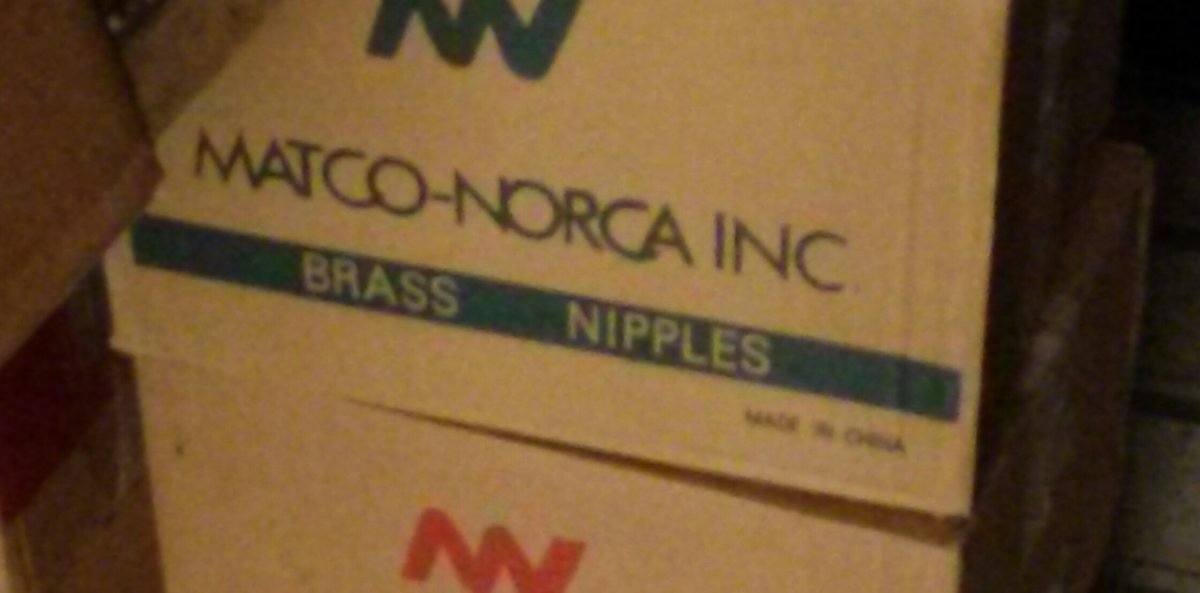 MATCO-NORCA INC.
BRASS NIPPLES
MADE IN CHINA